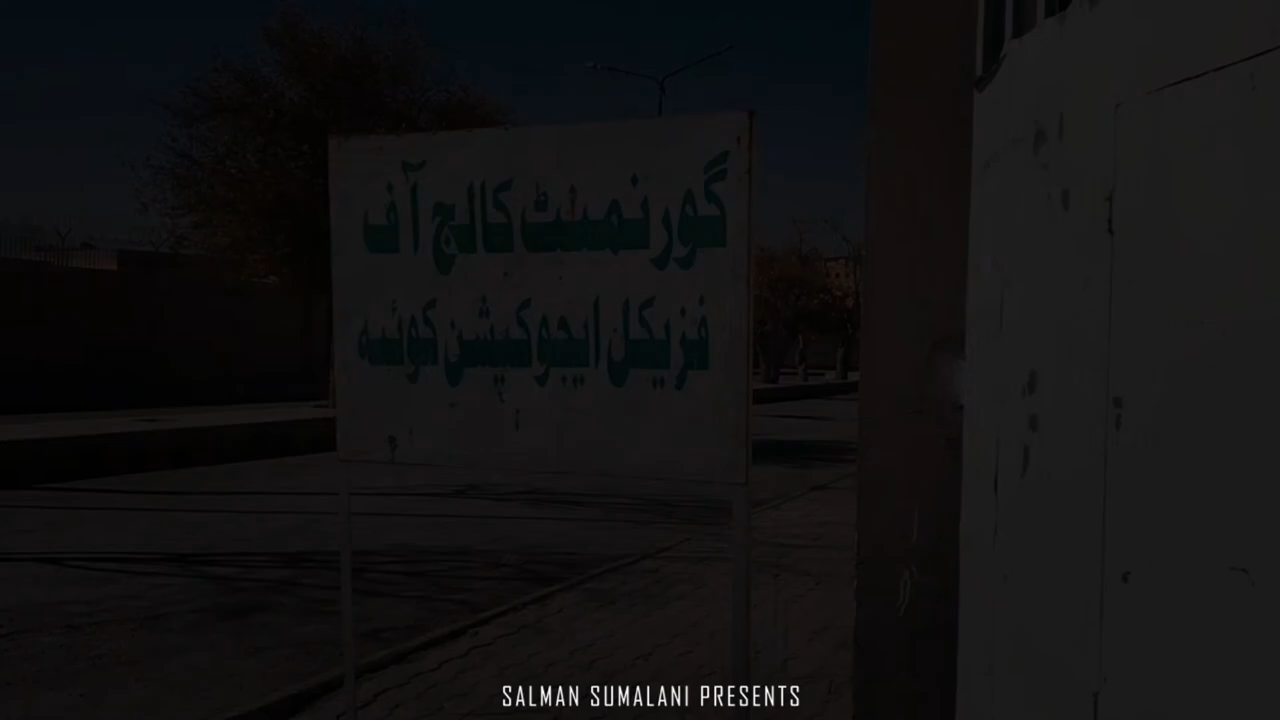 گورنمنٹ کالج آف
فزیکل ایجوکیشن کوئٹہ
SALMAN SUMALANI PRESENTS